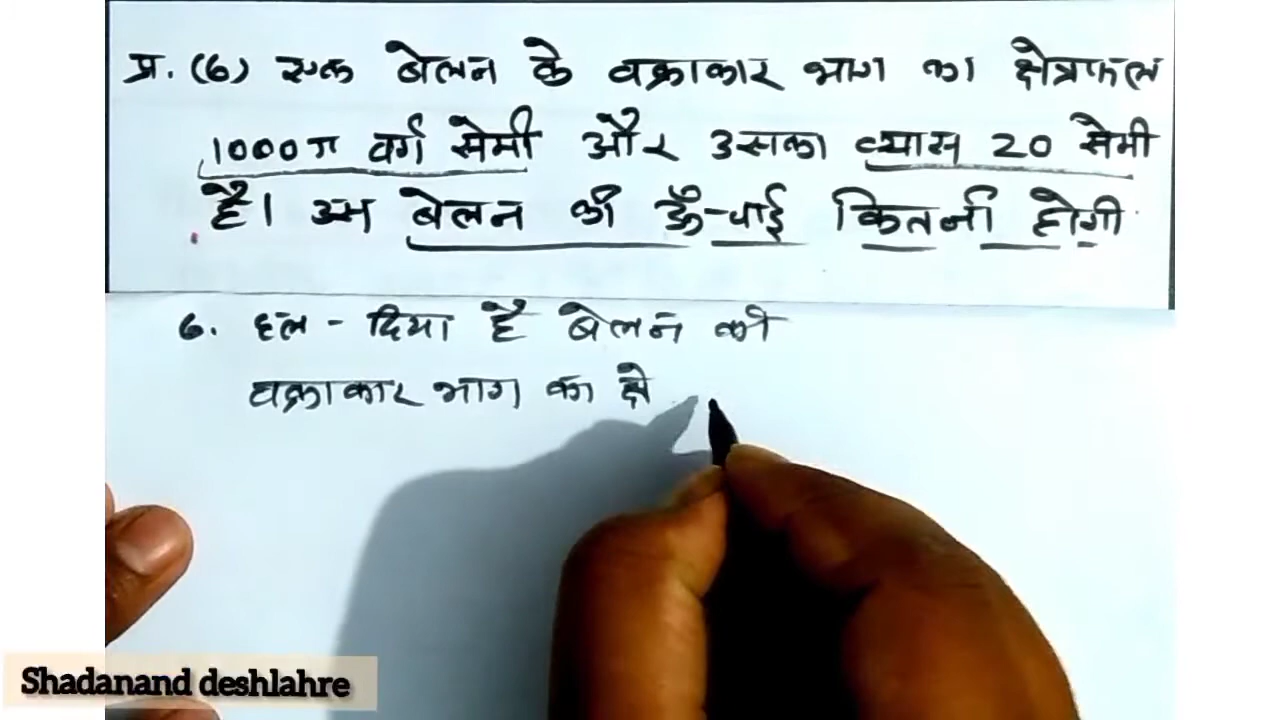 प्र. (6) एक बेलन के वक्राकार भाग का क्षेत्रफल
1000π वर्ग सेमी और उसका व्यास 20 सेमी
है। उस बेलन की ऊँचाई कितनी होगी
6. हल - दिया है बेलन की
वक्राकार भाग का क्षे
Shadanand deshlahre